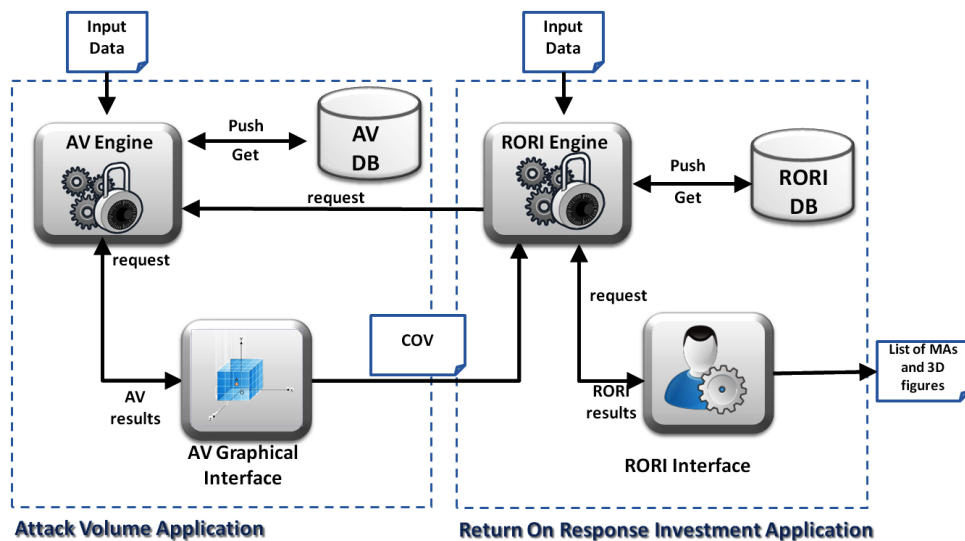 Input
Data
Input
Data
AV Engine
Push
Get
AV
DB
RORI Engine
Push
Get
RORI
DB
request
request
request
COV
AV
results
AV Graphical
Interface
RORI
results
RORI Interface
List of MAs
and 3D
figures
Attack Volume Application
Return On Response Investment Application